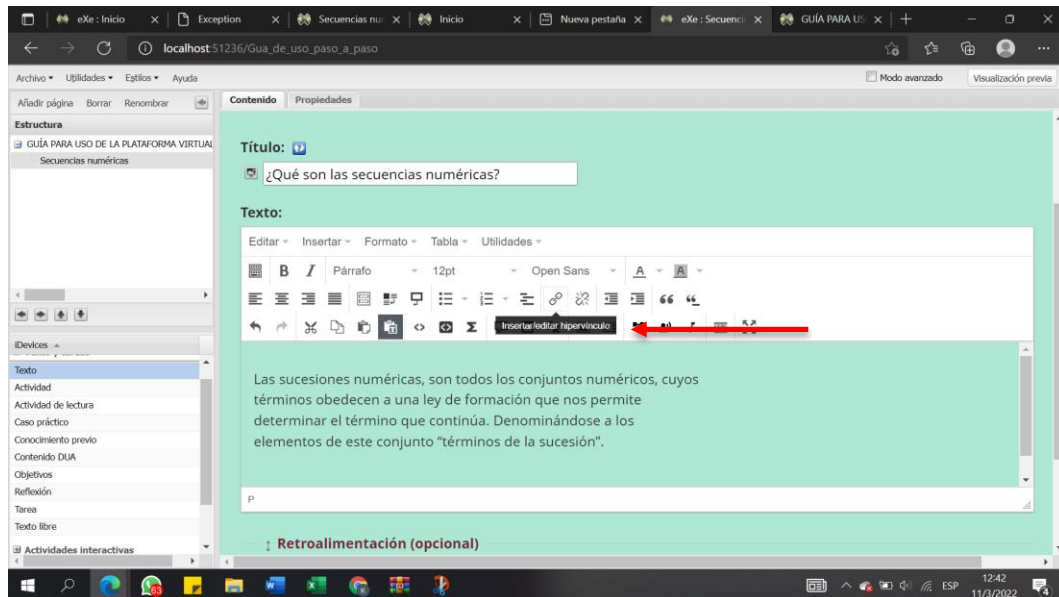 eXe : Inicio
Exception
Secuencias nu
Inicio
Nueva pestaña
eXe : Secuenci
GUÍA PARA US
localhost:51236/Gua_de_uso_paso_a_paso
Archivo Utilidades Estilos Ayuda
Modo avanzado
Visualización previa
Añadir página Borrar Renombrar
Contenido Propiedades
Estructura
GUÍA PARA USO DE LA PLATAFORMA VIRTUAL
Secuencias numéricas
Título:
¿Qué son las secuencias numéricas?
Texto:
Editar Insertar Formato Tabla Utilidades
B I Párrafo 12pt Open Sans A A
Insertar/editar hipervínculo
iDevices
Texto
Actividad
Actividad de lectura
Caso práctico
Conocimiento previo
Contenido DUA
Objetivos
Reflexión
Tarea
Texto libre
Actividades interactivas
Las sucesiones numéricas, son todos los conjuntos numéricos, cuyos
términos obedecen a una ley de formación que nos permite
determinar el término que continúa. Denominándose a los
elementos de este conjunto “términos de la sucesión”.
P
Retroalimentación (opcional)
63
ESP
12:42
11/3/2022
4